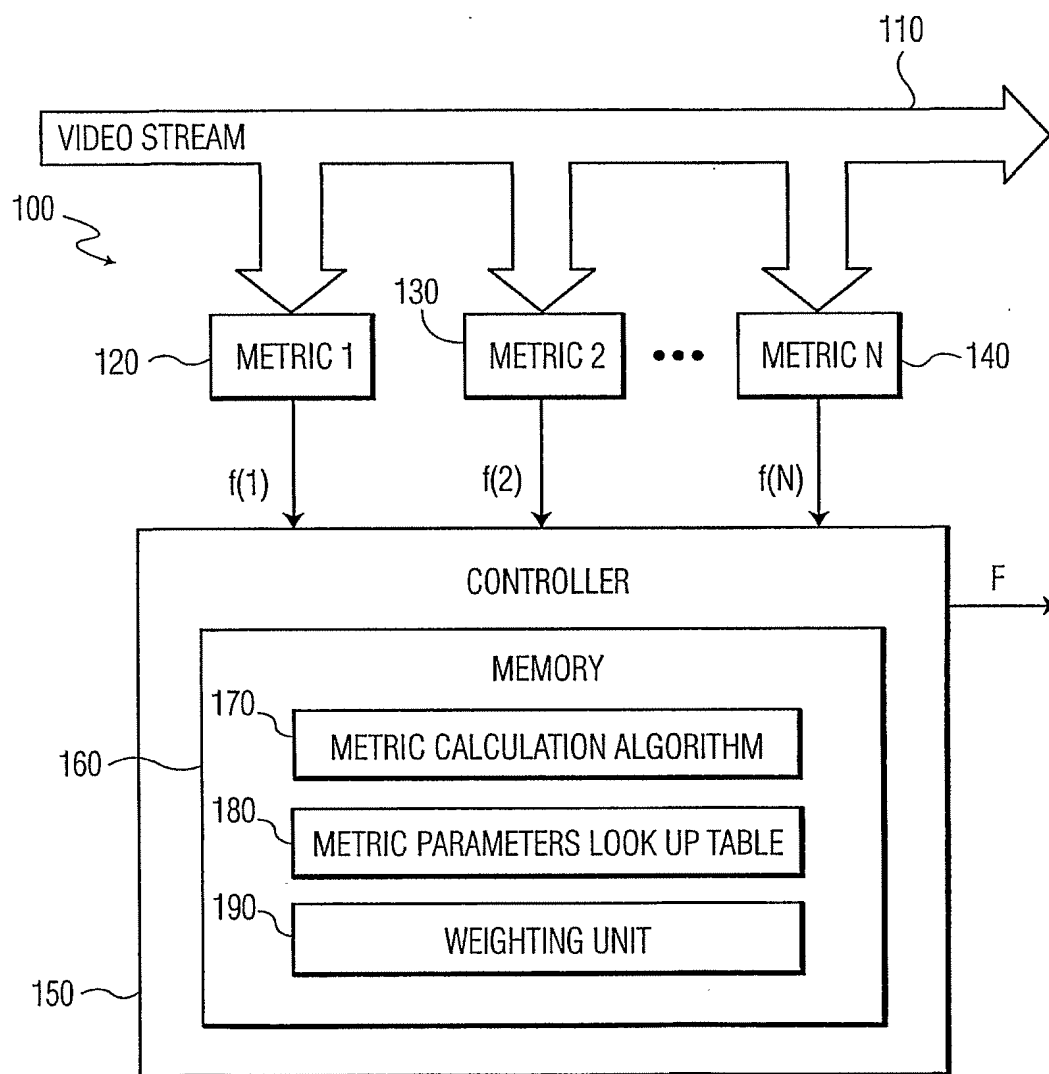 110
VIDEO STREAM
100
130
120
METRIC 1
METRIC 2
•••
METRIC N
140
f(1)
f(2)
f(N)
CONTROLLER
F
MEMORY
170
METRIC CALCULATION ALGORITHM
160
180
METRIC PARAMETERS LOOK UP TABLE
190
WEIGHTING UNIT
150